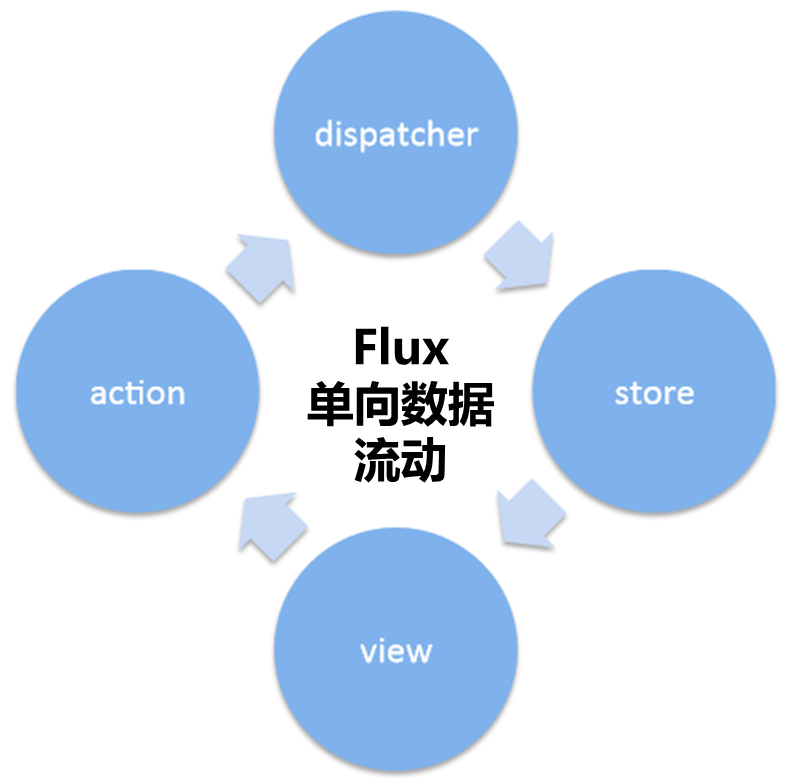 dispatcher
Flux
单向数据
流动
action
store
view